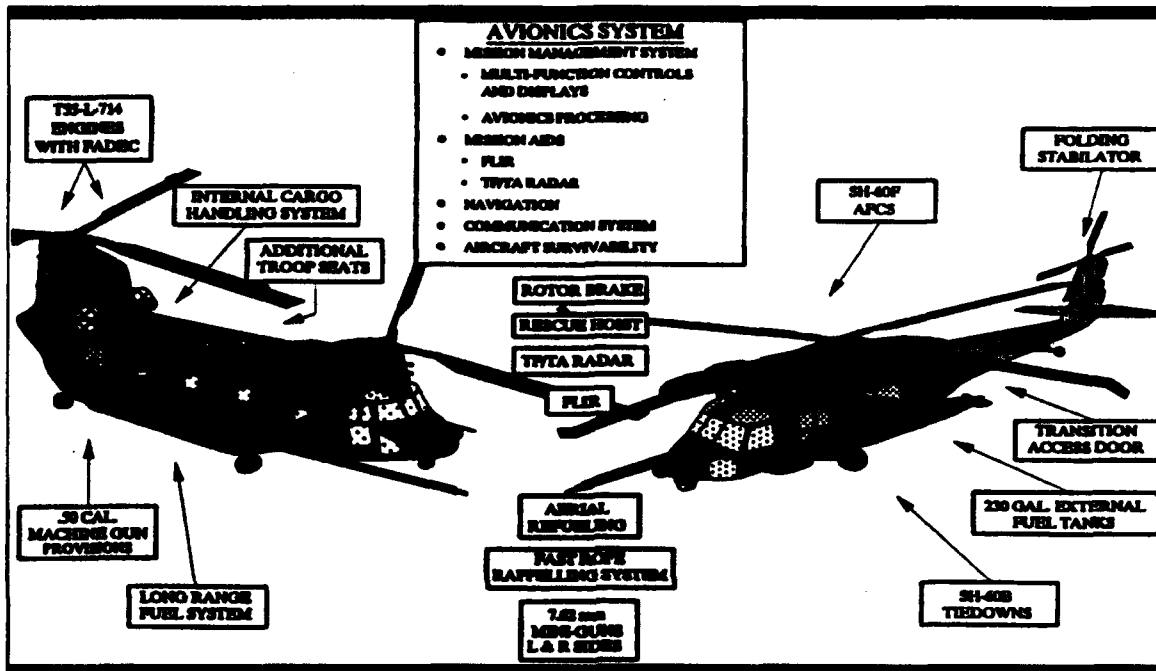 AVIONICS SYSTEM
• MISSION MANAGEMENT SYSTEM
• MULTI-FUNCTION CONTROLS
AND DISPLAYS
• AVIONICS PROCESSING
• MISSION AIDS
• FLIR
• TF/TA RADAR
• NAVIGATION
• COMMUNICATION SYSTEM
• AIRCRAFT SURVIVABILITY
T55-L-714
ENGINES
WITH FADEC
INTERNAL CARGO
HANDLING SYSTEM
ADDITIONAL
TROOP SEATS
SH-60F
AFCS
FOLDING
STABILATOR
ROTOR BRAKE
RESCUE HOIST
TF/TA RADAR
FLIR
TRANSITION
ACCESS DOOR
.50 CAL.
MACHINE GUN
PROVISIONS
LONG RANGE
FUEL SYSTEM
AERIAL
REFUELING
FAST ROPE
RAPPELLING SYSTEM
7.62 mm
MINI-GUNS
L & R SIDES
230 GAL. EXTERNAL
FUEL TANKS
SH-60B
TIEDOWNS